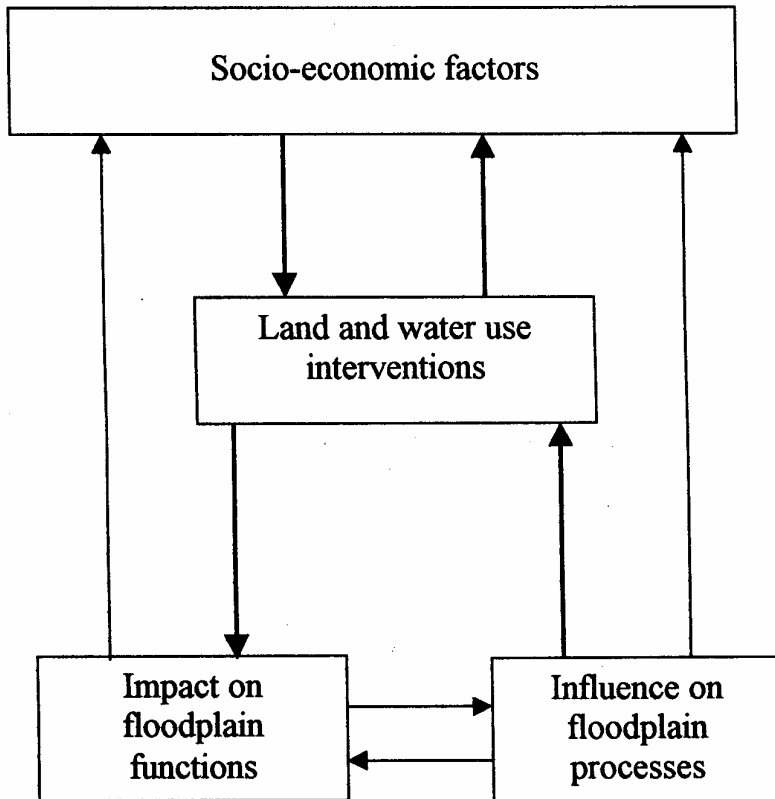 Socio-economic factors
Land and water use
interventions
Impact on
floodplain
functions
Influence on
floodplain
processes